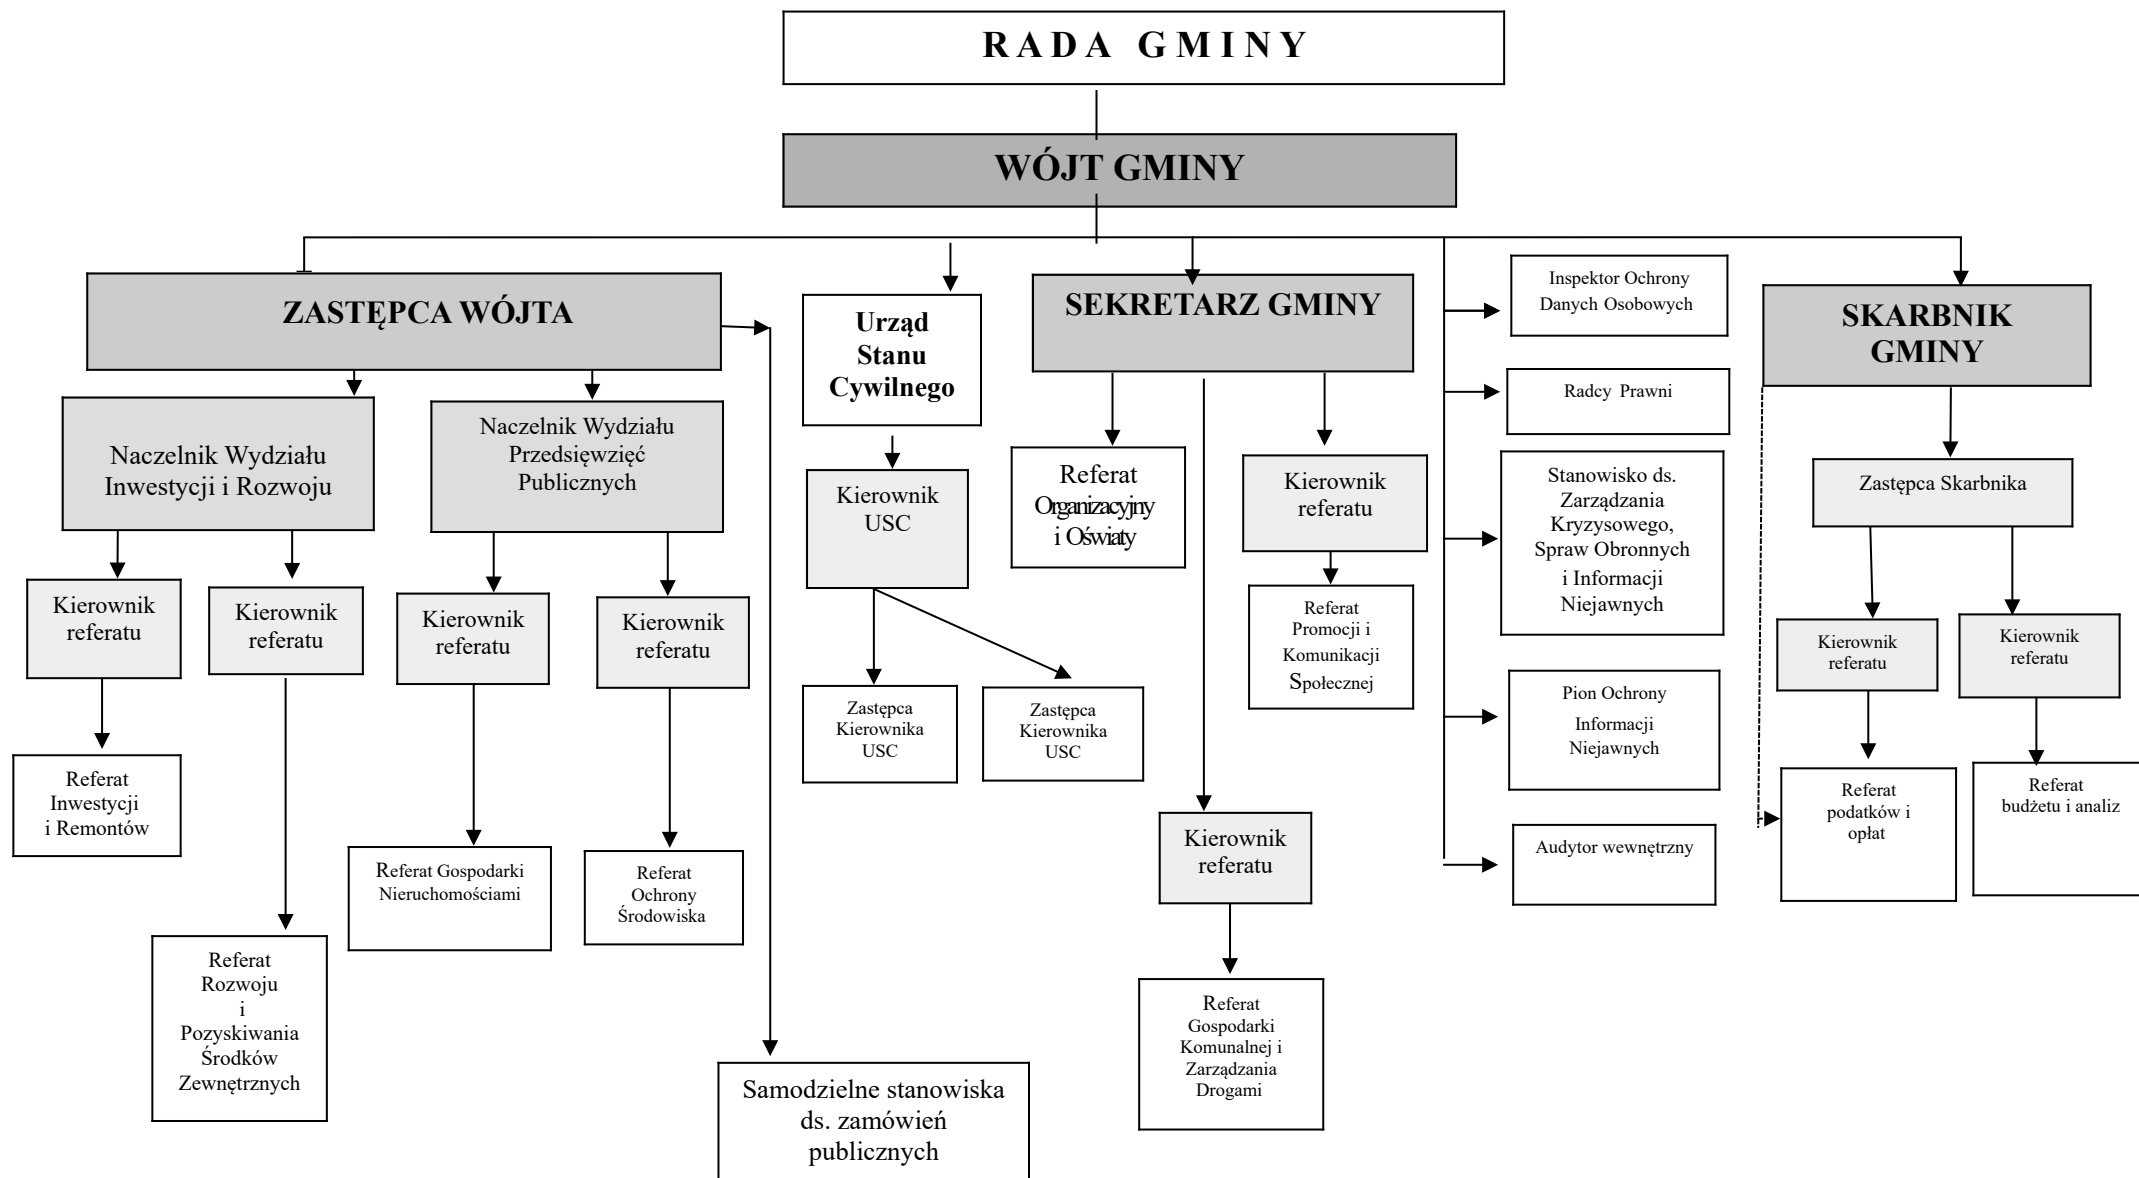 RADA GMINY
WÓJT GMINY
ZASTĘPCA WÓJTA
Urząd
Stanu
Cywilnego
SEKRETARZ GMINY
Inspektor Ochrony
Danych Osobowych
SKARBNIK
GMINY
Radcy Prawni
Naczelnik Wydziału
Inwestycji i Rozwoju
Naczelnik Wydziału
Przedsięwzięć
Publicznych
Kierownik
USC
Referat
Organizacyjny
i Oświaty
Kierownik
referatu
Stanowisko ds.
Zarządzania
Kryzysowego,
Spraw Obronnych
i Informacji
Niejawnych
Zastępca Skarbnika
Kierownik
referatu
Kierownik
referatu
Kierownik
referatu
Kierownik
referatu
Referat
Promocji i
Komunikacji
Społecznej
Kierownik
referatu
Kierownik
referatu
Zastępca
Kierownika
USC
Zastępca
Kierownika
USC
Pion Ochrony
Informacji
Niejawnych
Referat
Inwestycji
i Remontów
Referat Gospodarki
Nieruchomościami
Referat
Ochrony
Środowiska
Kierownik
referatu
Audytor wewnętrzny
Referat
podatków i
opłat
Referat
budżetu i analiz
Referat
Rozwoju
i
Pozyskiwania
Środków
Zewnętrznych
Referat
Gospodarki
Komunalnej i
Zarządzania
Drogami
Samodzielne stanowiska
ds. zamówień
publicznych